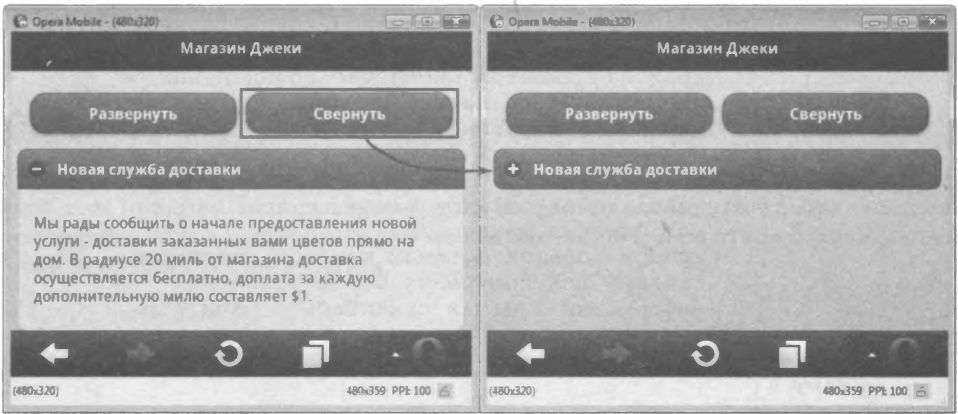 Opera Mobile - (480x320)
Магазин Джеки
Развернуть
Свернуть
Новая служба доставки
Мы рады сообщить о начале предоставления новой
услуги - доставки заказанных вами цветов прямо на
дом. В радиусе 20 миль от магазина доставка
осуществляется бесплатно, доплата за каждую
дополнительную милю составляет $1.
(480x320)
480x359 PPI: 100
Opera Mobile - (480x320)
Магазин Джеки
Развернуть
Свернуть
Новая служба доставки
(480x320)
480x359 PPI: 100